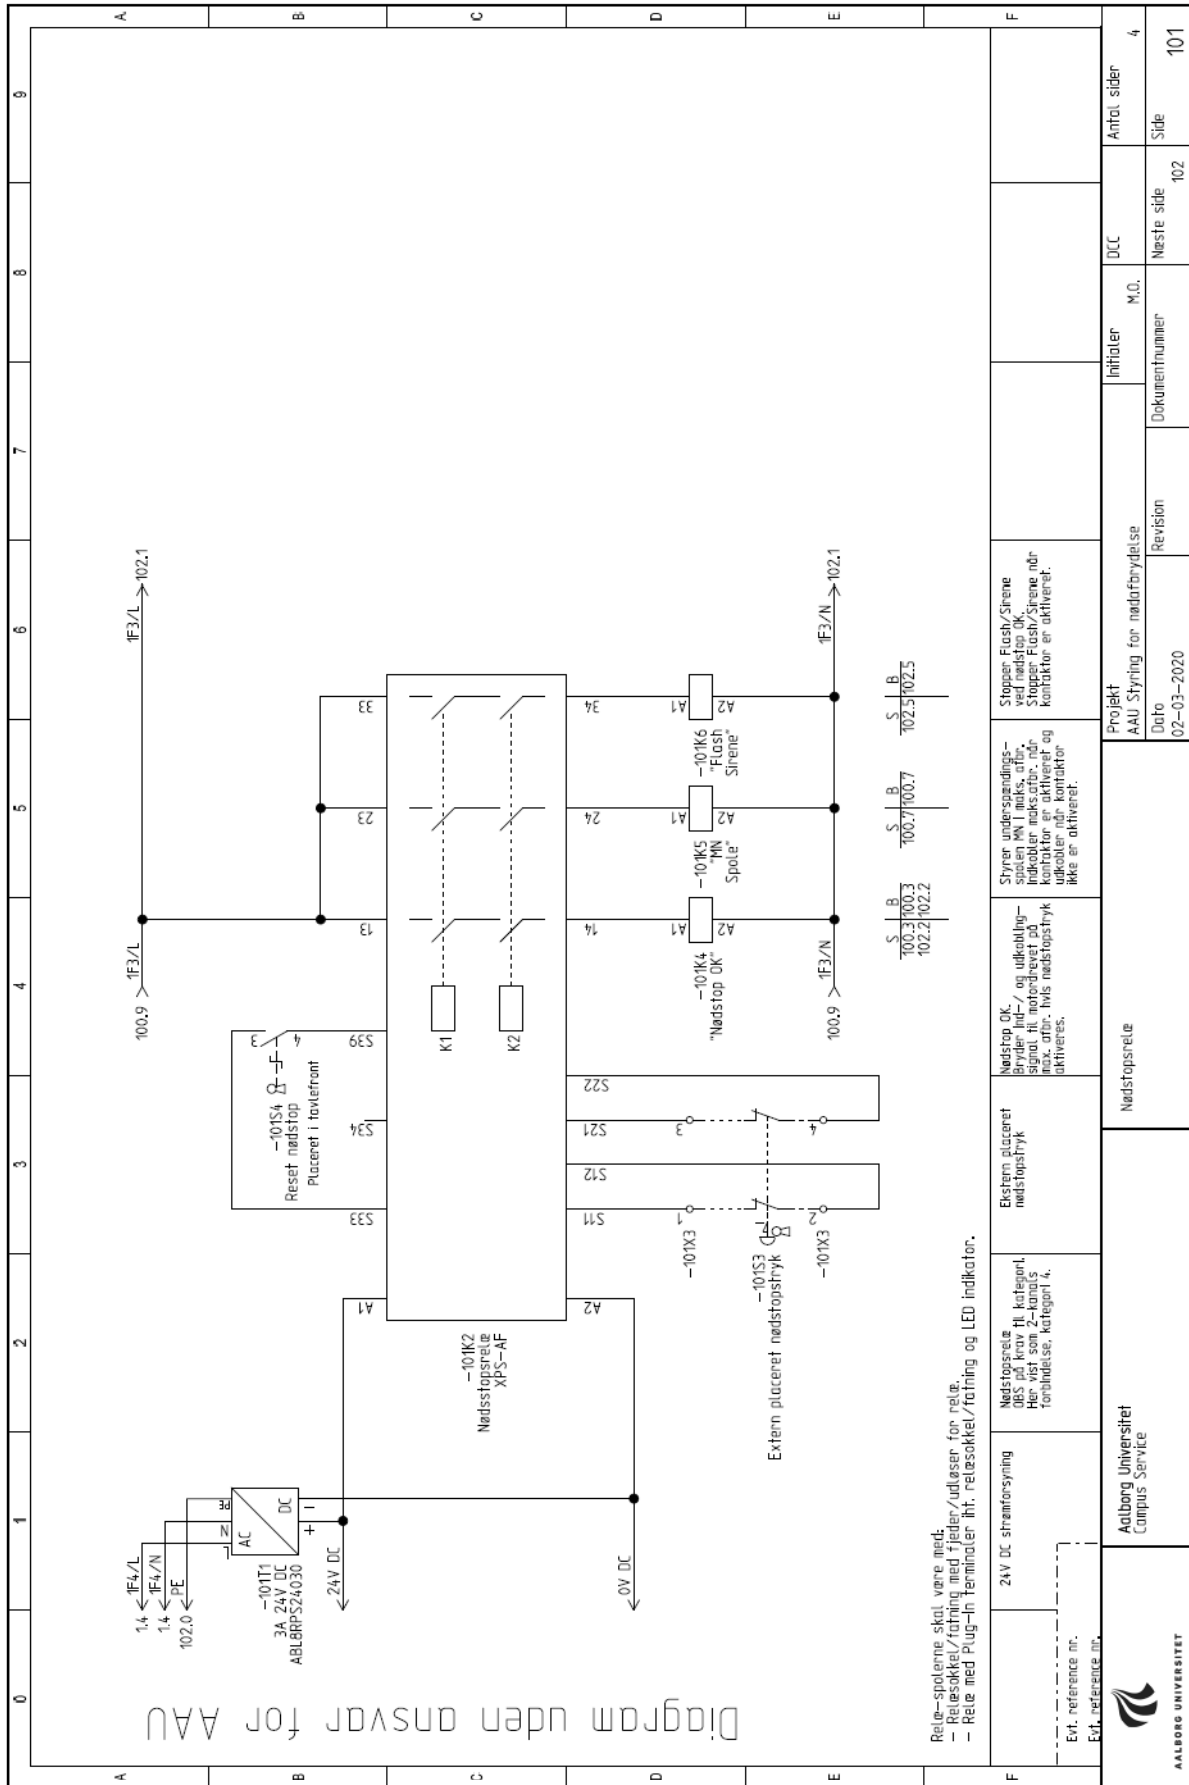 0 1 2 3 4 5 6 7 8 9
A
B
C
D
E
F
A
B
C
D
E
F
Diagram uden ansvar for AAU
1.4
1F4/L
1.4
1F4/N
102.0
PE
L
N
PE
AC
DC
+
−
-101T1
3A 24V DC
ABL8RPS24030
24V DC
0V DC
A1
A2
-101K2
Nødsstopsrelæ
XPS-AF
S33
S34
S39
-101S4
Reset nødstop
Placeret i tavlefront
3
4
S11
S12
S21
S22
-101X3
1
3
-101S3
Extern placeret nødstopstryk
2
4
-101X3
K1
K2
100.9
1F3/L
1F3/L
102.1
13
23
33
14
24
34
-101K4
"Nødstop OK"
A1
A2
-101K5
"MN
Spole"
A1
A2
-101K6
"Flash
Sirene"
A1
A2
100.9
1F3/N
1F3/N
102.1
S B
100.3 100.3
102.2 102.2
S B
100.7 100.7
S B
102.5 102.5
Relæ-spolerne skal være med:
- Relæsokkel/fatning med fjeder/udløser for relæ.
- Relæ med Plug-In terminaler iht. relæsokkel/fatning og LED indikator.
24V DC strømforsyning
Nødstopsrelæ
OBS på krav til kategori.
Her vist som 2-kanals
forbindelse, kategori 4.
Ekstern placeret
nødstopstryk
Nødstop OK.
Bryder ind-/ og udkobling-
signal til motordrevet på
max. afbr. hvis nødstopstryk
aktiveres.
Styrer underspændings-
spolen MN i maks. afbr.
Indkobler maks.afbr. når
kontaktor er aktiveret og
udkobler når kontaktor
ikke er aktiveret.
Stopper Flash/Sirene
ved nødstop OK.
Stopper Flash/Sirene når
kontaktor er aktiveret.
Evt. reference nr.
Evt. reference nr.
AALBORG UNIVERSITET
Aalborg Universitet
Campus Service
Nødstopsrelæ
Projekt
AAU Styring for nødafbrydelse
Initialer
M.O.
DCC
Antal sider
4
Dato
02-03-2020
Revision
Dokumentnummer
Næste side
102
Side
101